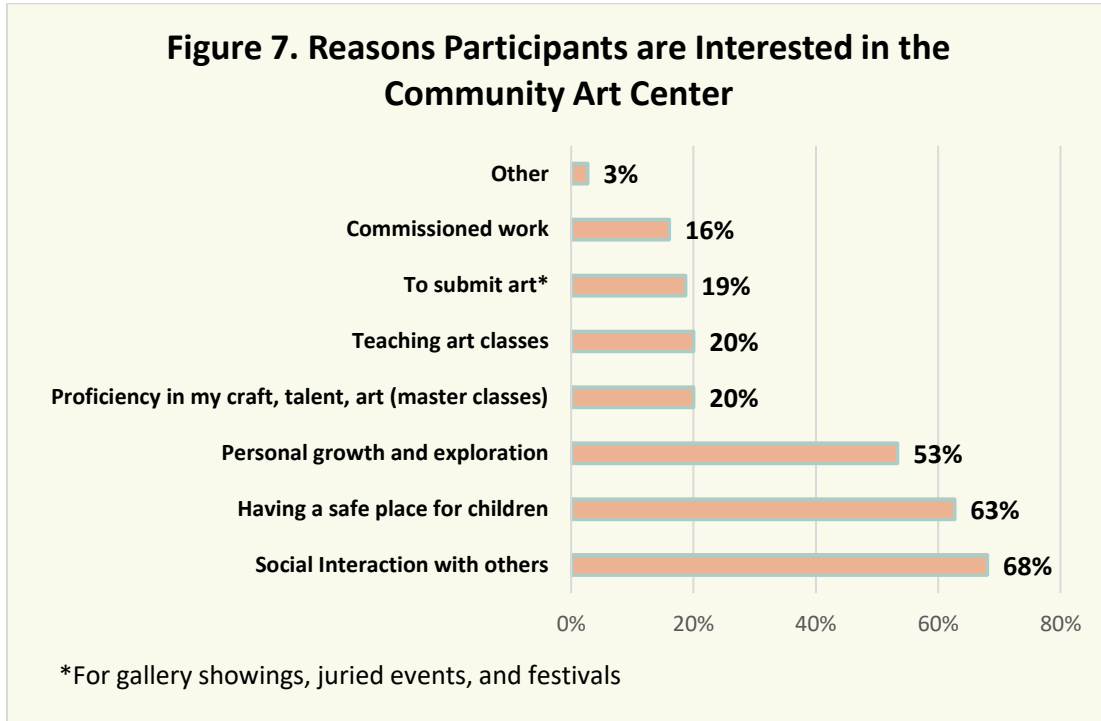 Figure 7. Reasons Participants are Interested in the
Community Art Center
Other
3%
Commissioned work
16%
To submit art*
19%
Teaching art classes
20%
Proficiency in my craft, talent, art (master classes)
20%
Personal growth and exploration
53%
Having a safe place for children
63%
Social Interaction with others
68%
0%
20%
40%
60%
80%
*For gallery showings, juried events, and festivals